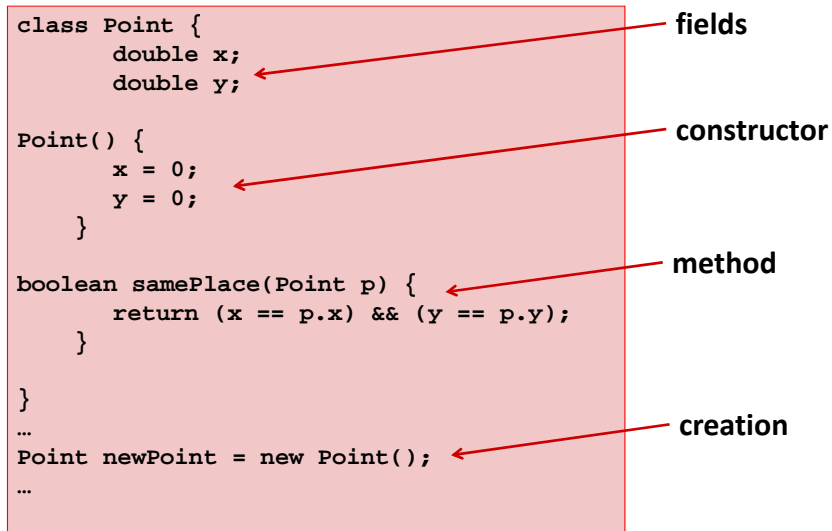 class Point {
double x;
double y;
Point() {
x = 0;
y = 0;
}
boolean samePlace(Point p) {
return (x == p.x) && (y == p.y);
}
}
…
Point newPoint = new Point();
…
fields
constructor
method
creation